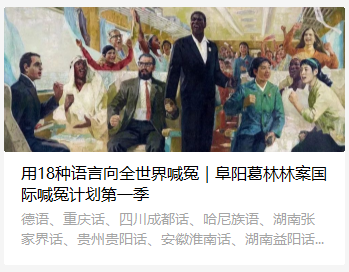 用18种语言向全世界喊冤｜阜阳葛林林案国
际喊冤计划第一季
德语、重庆话、四川成都话、哈尼族语、湖南张
家界话、贵州贵阳话、安徽淮南话、湖南益阳话...